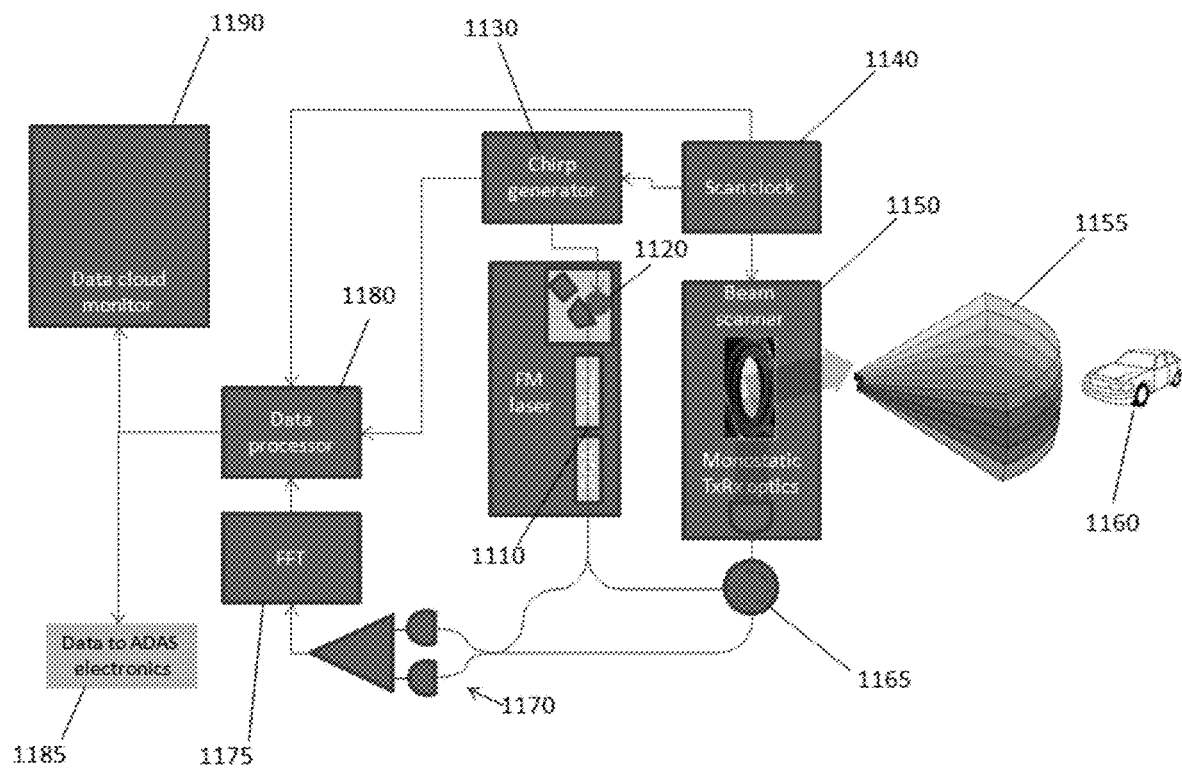 1190
1130
1140
Chirp
generator
Scan clock
1150
1155
1120
Beam
scanner
Data cloud
monitor
1180
FM
laser
Data
processor
Monostatic
TxRx optics
1160
1110
FFT
Data to ADAS
electronics
1165
1170
1185
1175